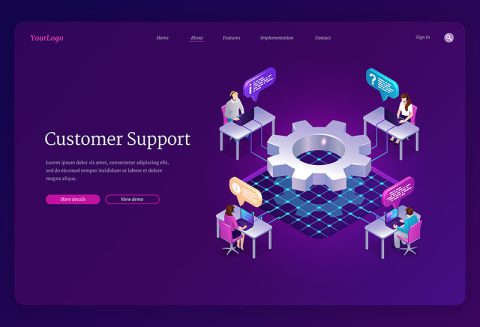 YourLogo
Home
About
Features
Implementation
Contact
Sign In
Customer Support
Lorem ipsum dolor sit amet, consectetur adipiscing elit,
sed do eiusmod tempor incididunt ut labore et dolore
magna aliqua.
More details
View demo
i
?